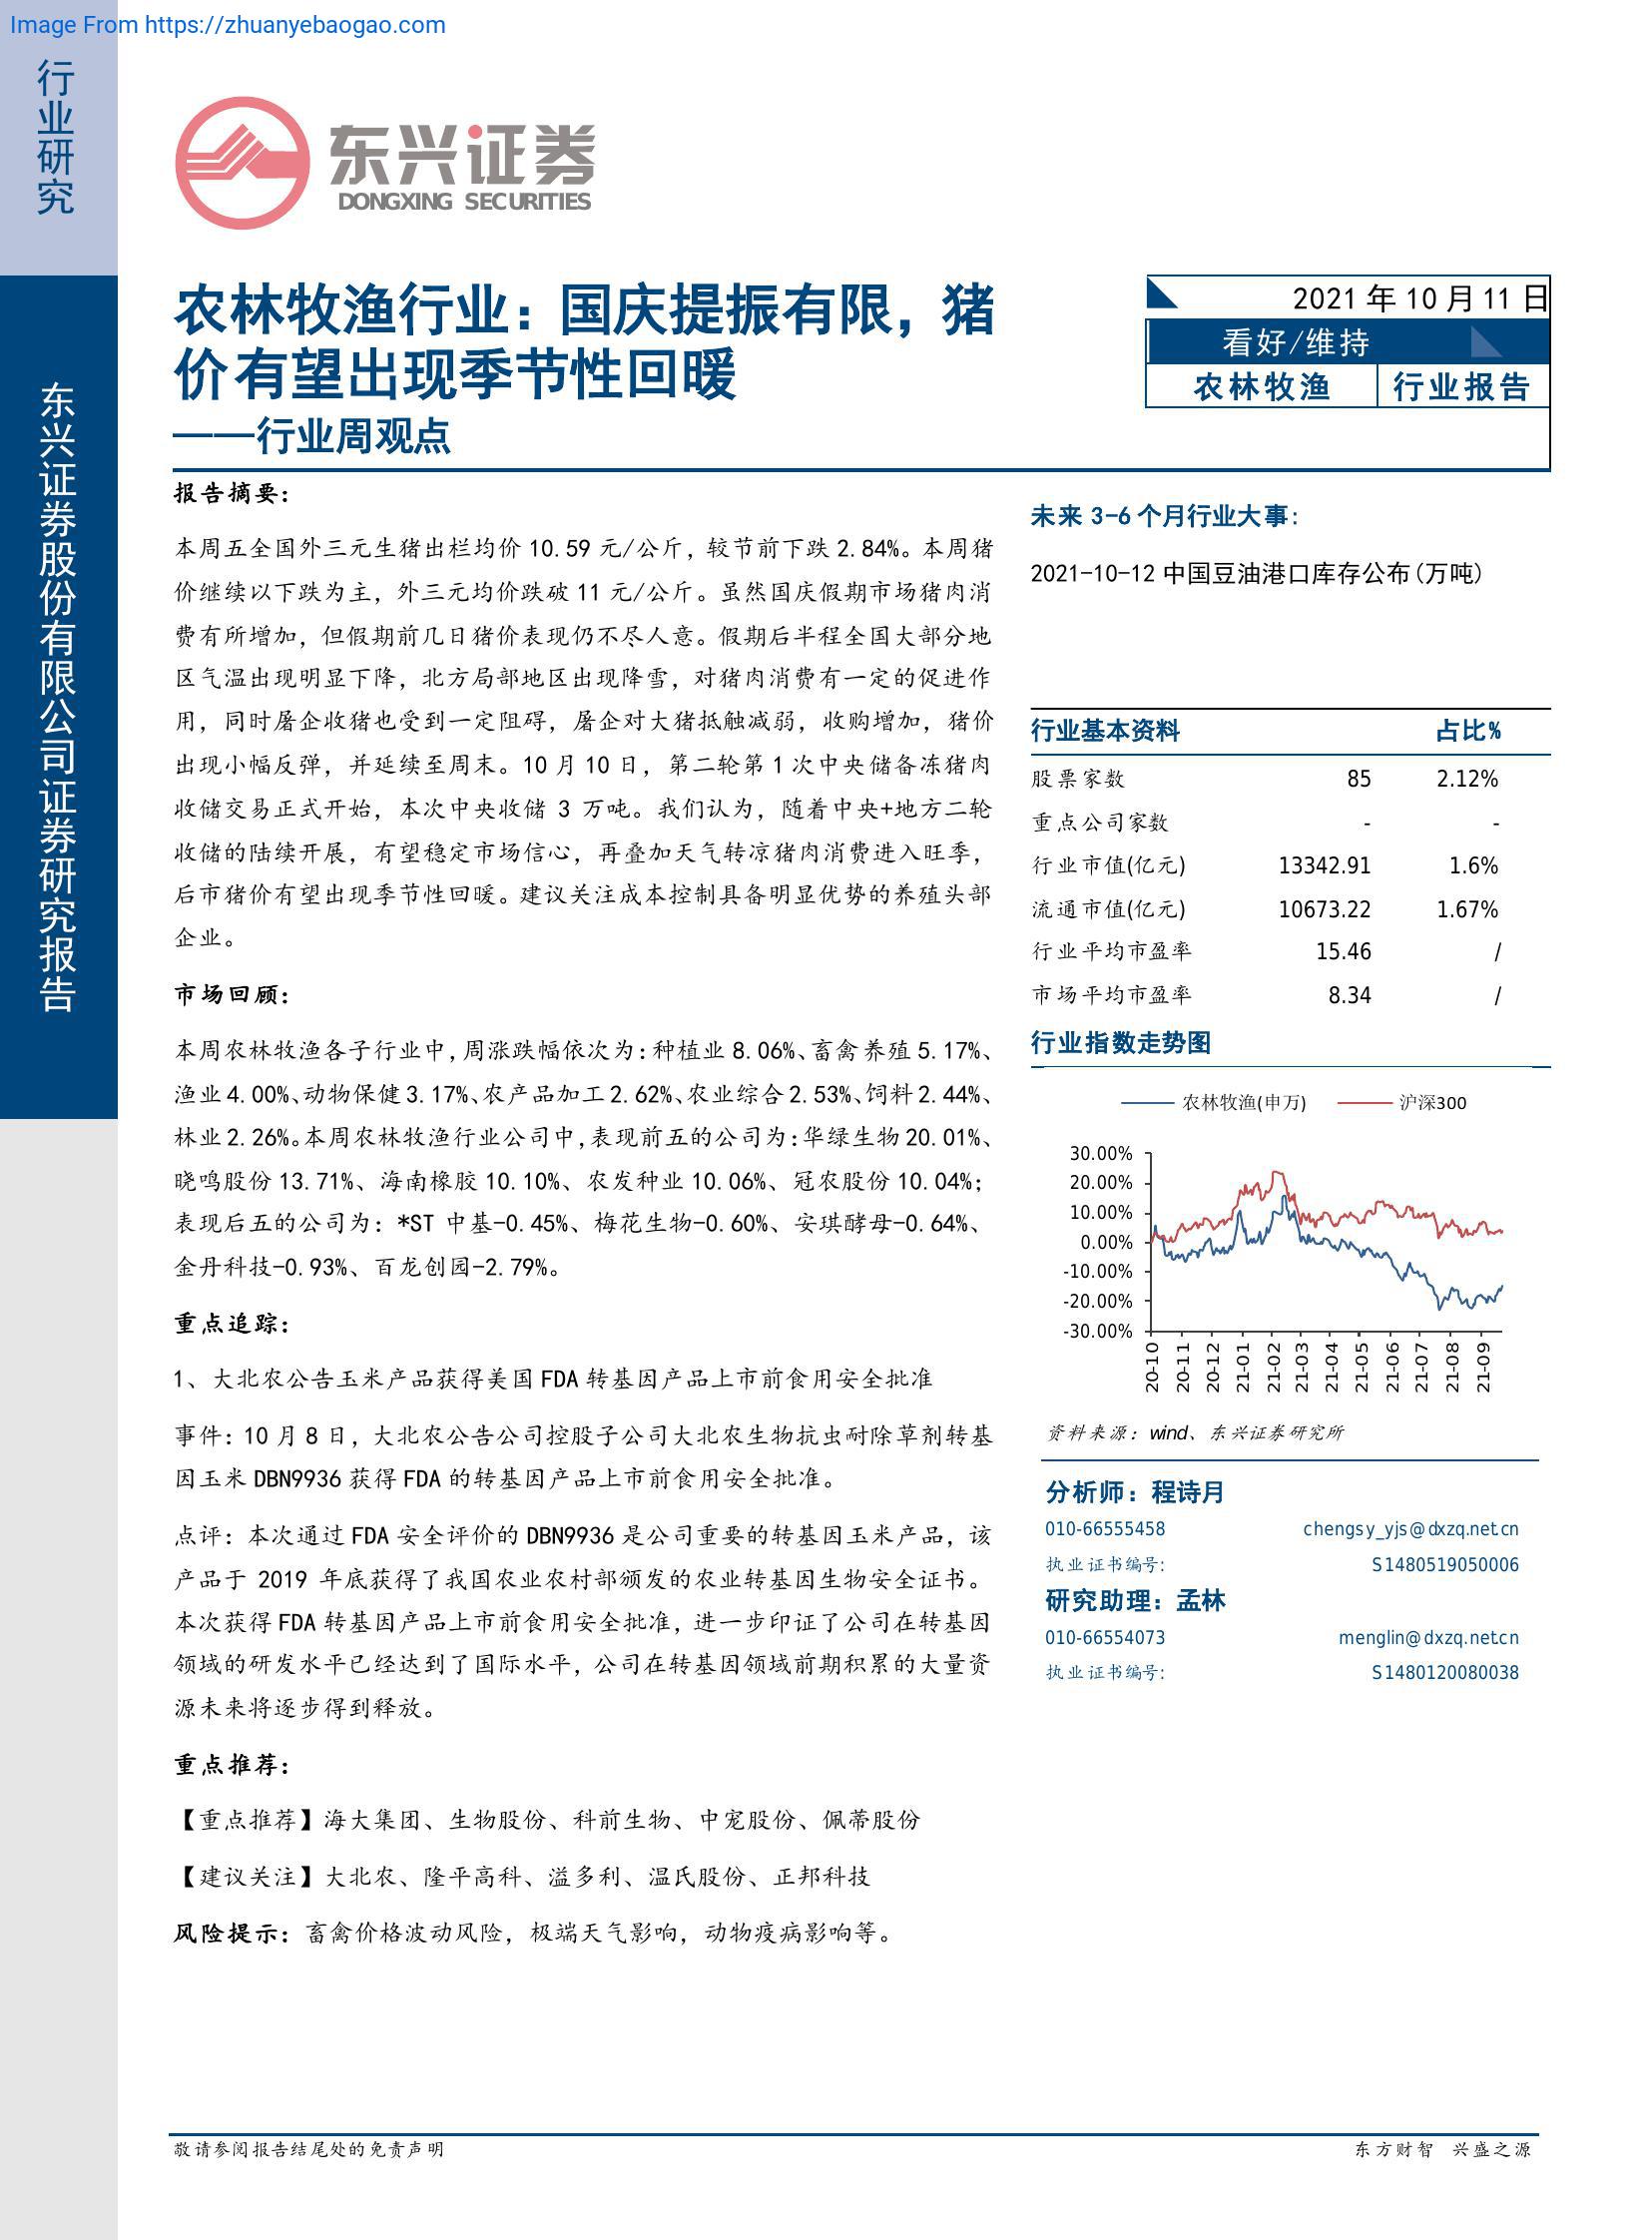 Image From https://zhuanyebaogao.com
行业研究
东兴证券股份有限公司证券研究报告
东兴证券
DONGXING SECURITIES
农林牧渔行业：国庆提振有限，猪
价有望出现季节性回暖
——行业周观点
2021 年 10 月 11 日
看好/维持
农林牧渔 行业报告
报告摘要：
本周五全国外三元生猪出栏均价 10.59 元/公斤，较节前下跌 2.84%。本周猪
价继续以下跌为主，外三元均价跌破 11 元/公斤。虽然国庆假期市场猪肉消
费有所增加，但假期前几日猪价表现仍不尽人意。假期后半程全国大部分地
区气温出现明显下降，北方局部地区出现降雪，对猪肉消费有一定的促进作
用，同时屠企收猪也受到一定阻碍，屠企对大猪抵触减弱，收购增加，猪价
出现小幅反弹，并延续至周末。10 月 10 日，第二轮第 1 次中央储备冻猪肉
收储交易正式开始，本次中央收储 3 万吨。我们认为，随着中央+地方二轮
收储的陆续开展，有望稳定市场信心，再叠加天气转凉猪肉消费进入旺季，
后市猪价有望出现季节性回暖。建议关注成本控制具备明显优势的养殖头部
企业。
市场回顾：
本周农林牧渔各子行业中，周涨跌幅依次为：种植业 8.06%、畜禽养殖 5.17%、
渔业 4.00%、动物保健 3.17%、农产品加工 2.62%、农业综合 2.53%、饲料 2.44%、
林业 2.26%。本周农林牧渔行业公司中，表现前五的公司为：华绿生物 20.01%、
晓鸣股份 13.71%、海南橡胶 10.10%、农发种业 10.06%、冠农股份 10.04%；
表现后五的公司为：*ST 中基-0.45%、梅花生物-0.60%、安琪酵母-0.64%、
金丹科技-0.93%、百龙创园-2.79%。
重点追踪：
1、大北农公告玉米产品获得美国 FDA 转基因产品上市前食用安全批准
事件：10 月 8 日，大北农公告公司控股子公司大北农生物抗虫耐除草剂转基
因玉米 DBN9936 获得 FDA 的转基因产品上市前食用安全批准。
点评：本次通过 FDA 安全评价的 DBN9936 是公司重要的转基因玉米产品，该
产品于 2019 年底获得了我国农业农村部颁发的农业转基因生物安全证书。
本次获得 FDA 转基因产品上市前食用安全批准，进一步印证了公司在转基因
领域的研发水平已经达到了国际水平，公司在转基因领域前期积累的大量资
源未来将逐步得到释放。
重点推荐：
【重点推荐】海大集团、生物股份、科前生物、中宠股份、佩蒂股份
【建议关注】大北农、隆平高科、溢多利、温氏股份、正邦科技
风险提示：畜禽价格波动风险，极端天气影响，动物疫病影响等。
未来 3-6 个月行业大事：
2021-10-12 中国豆油港口库存公布(万吨)
行业基本资料 占比%
股票家数 85 2.12%
重点公司家数 - -
行业市值(亿元) 13342.91 1.6%
流通市值(亿元) 10673.22 1.67%
行业平均市盈率 15.46 /
市场平均市盈率 8.34 /
行业指数走势图
农林牧渔(申万) 沪深300
30.00%
20.00%
10.00%
0.00%
-10.00%
-20.00%
-30.00%
20-10 20-11 20-12 21-01 21-02 21-03 21-04 21-05 21-06 21-07 21-08 21-09
资料来源：wind、东兴证券研究所
分析师：程诗月
010-66555458 chengsy_yjs@dxzq.net.cn
执业证书编号: S1480519050006
研究助理：孟林
010-66554073 menglin@dxzq.net.cn
执业证书编号: S1480120080038
敬请参阅报告结尾处的免责声明
东方财智 兴盛之源